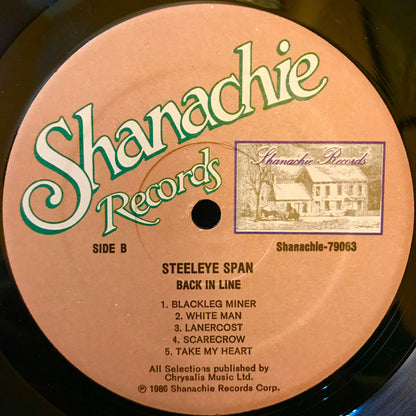 Shanachie
Records
Shanachie Records
SIDE B
Shanachie-79063
STEELEYE SPAN
BACK IN LINE
1. BLACKLEG MINER
2. WHITE MAN
3. LANERCOST
4. SCARECROW
5. TAKE MY HEART
All Selections published by
Chrysalis Music Ltd.
℗ 1986 Shanachie Records Corp.